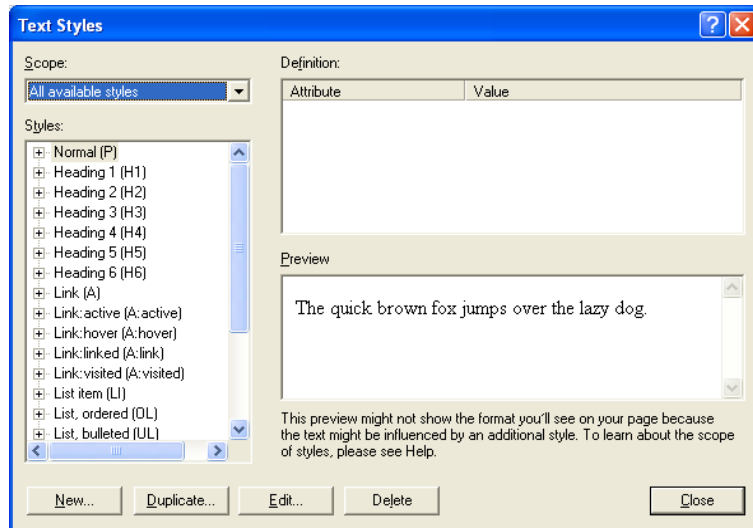 Text Styles
Scope:
All available styles
Styles:
Normal (P)
Heading 1 (H1)
Heading 2 (H2)
Heading 3 (H3)
Heading 4 (H4)
Heading 5 (H5)
Heading 6 (H6)
Link (A)
Link:active (A:active)
Link:hover (A:hover)
Link:linked (A:link)
Link:visited (A:visited)
List item (LI)
List, ordered (OL)
List, bulleted (UL)
Definition:
Attribute Value
Preview
The quick brown fox jumps over the lazy dog.
This preview might not show the format you'll see on your page because
the text might be influenced by an additional style. To learn about the scope
of styles, please see Help.
New... Duplicate... Edit... Delete Close